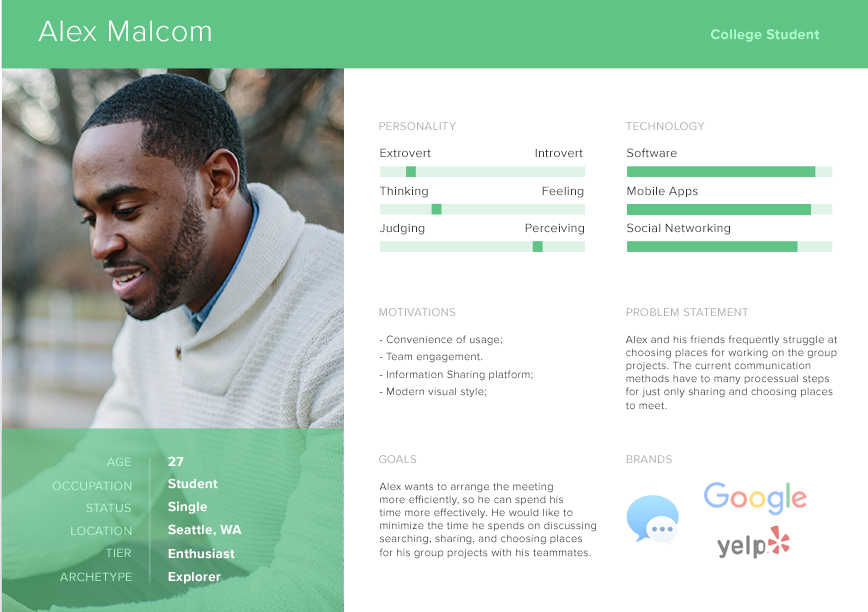 Alex Malcom
College Student
AGE 27
OCCUPATION Student
STATUS Single
LOCATION Seattle, WA
TIER Enthusiast
ARCHETYPE Explorer
PERSONALITY
Extrovert Introvert
Thinking Feeling
Judging Perceiving
TECHNOLOGY
Software
Mobile Apps
Social Networking
MOTIVATIONS
- Convenience of usage;
- Team engagement.
- Information Sharing platform;
- Modern visual style;
PROBLEM STATEMENT
Alex and his friends frequently struggle at
choosing places for working on the group
projects. The current communication
methods have to many processual steps
for just only sharing and choosing places
to meet.
GOALS
Alex wants to arrange the meeting
more efficiently, so he can spend his
time more effectively. He would like to
minimize the time he spends on discussing
searching, sharing, and choosing places
for his group projects with his teammates.
BRANDS
Google
yelp